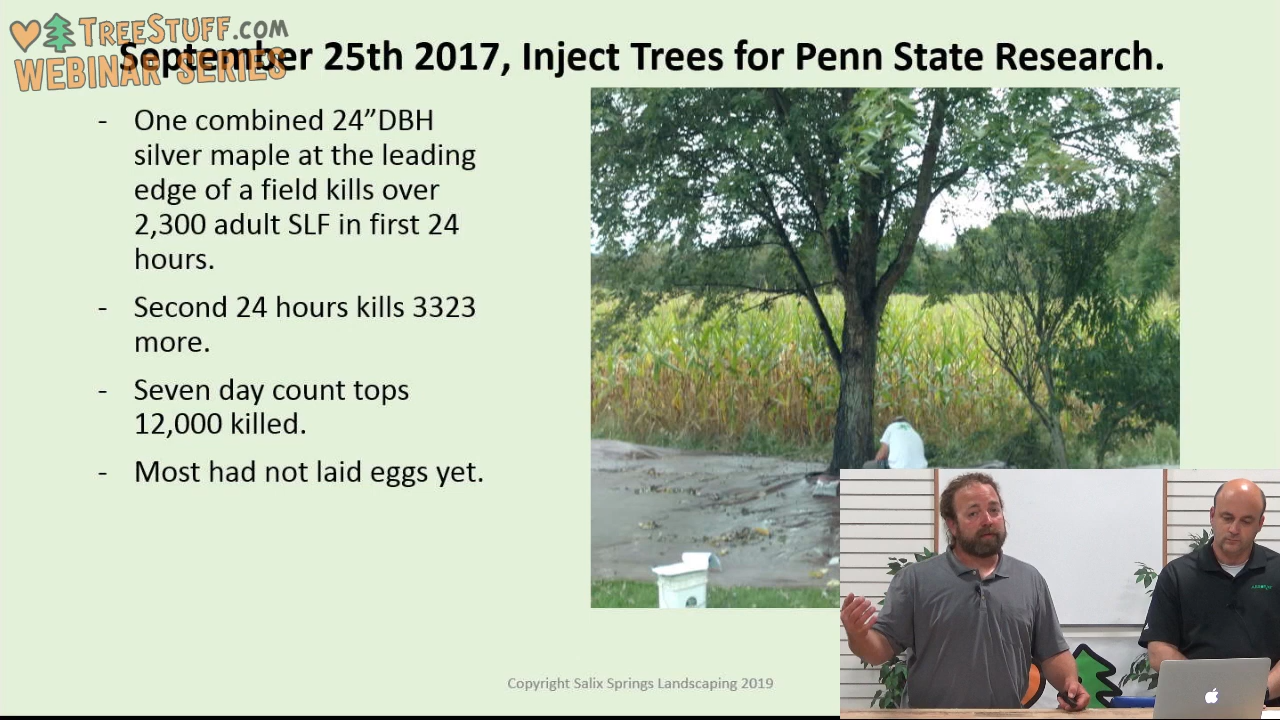 TREESTUFF.COM
WEBINAR SERIES
September 25th 2017, Inject Trees for Penn State Research.
- One combined 24”DBH
silver maple at the leading
edge of a field kills over
2,300 adult SLF in first 24
hours.
- Second 24 hours kills 3323
more.
- Seven day count tops
12,000 killed.
- Most had not laid eggs yet.
Copyright Salix Springs Landscaping 2019